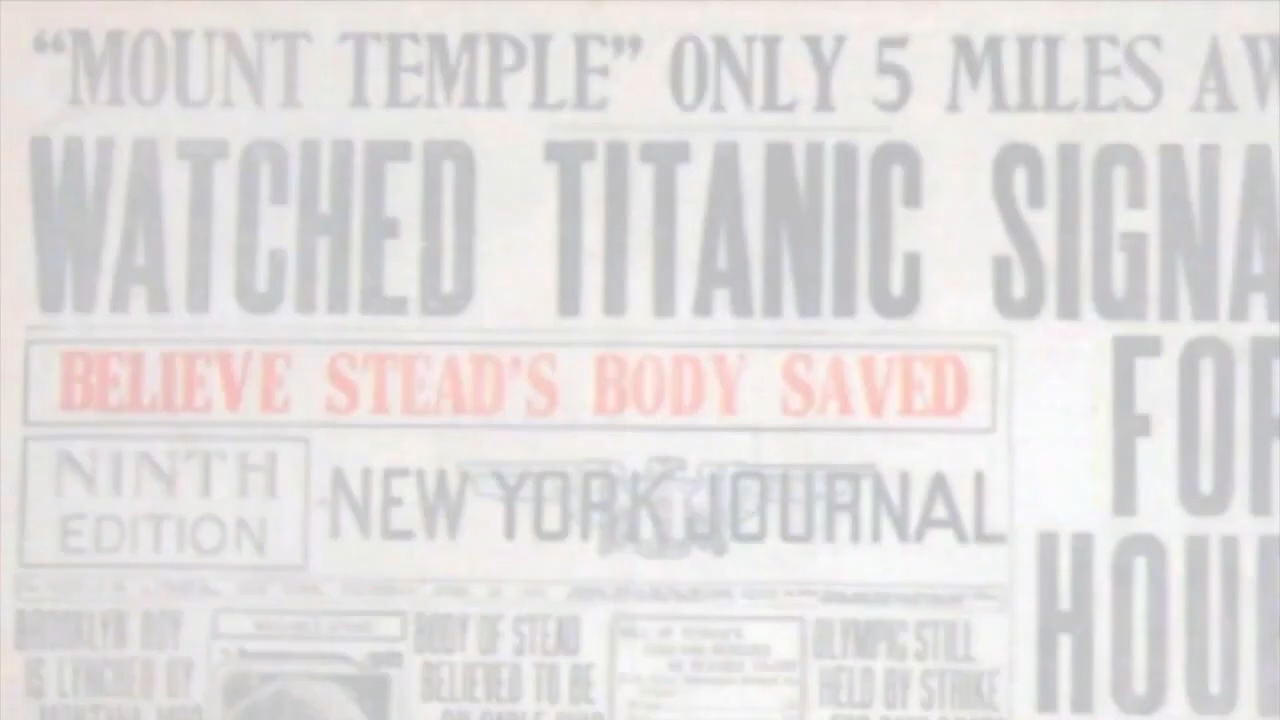 “MOUNT TEMPLE” ONLY 5 MILES AW
WATCHED TITANIC SIGNA
FOR
HOU
BELIEVE STEAD'S BODY SAVED
NINTH
EDITION
NEW YORK JOURNAL
BROOKLYN BOY
IS LYNCHED BY
BODY OF STEAD
BELIEVED TO BE
OLYMPIC STILL
HELD BY STRIKE